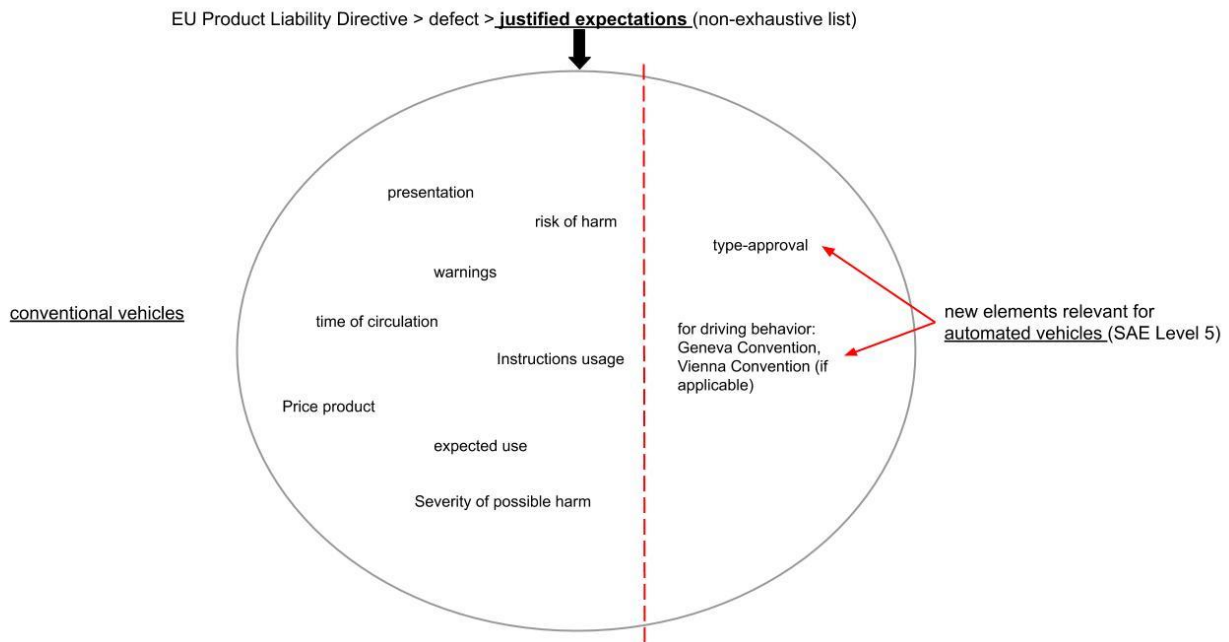 EU Product Liability Directive > defect > justified expectations (non-exhaustive list)
presentation
risk of harm
type-approval
warnings
conventional vehicles
time of circulation
new elements relevant for
automated vehicles (SAE Level 5)
for driving behavior:
Geneva Convention,
Vienna Convention (if
applicable)
Instructions usage
Price product
expected use
Severity of possible harm